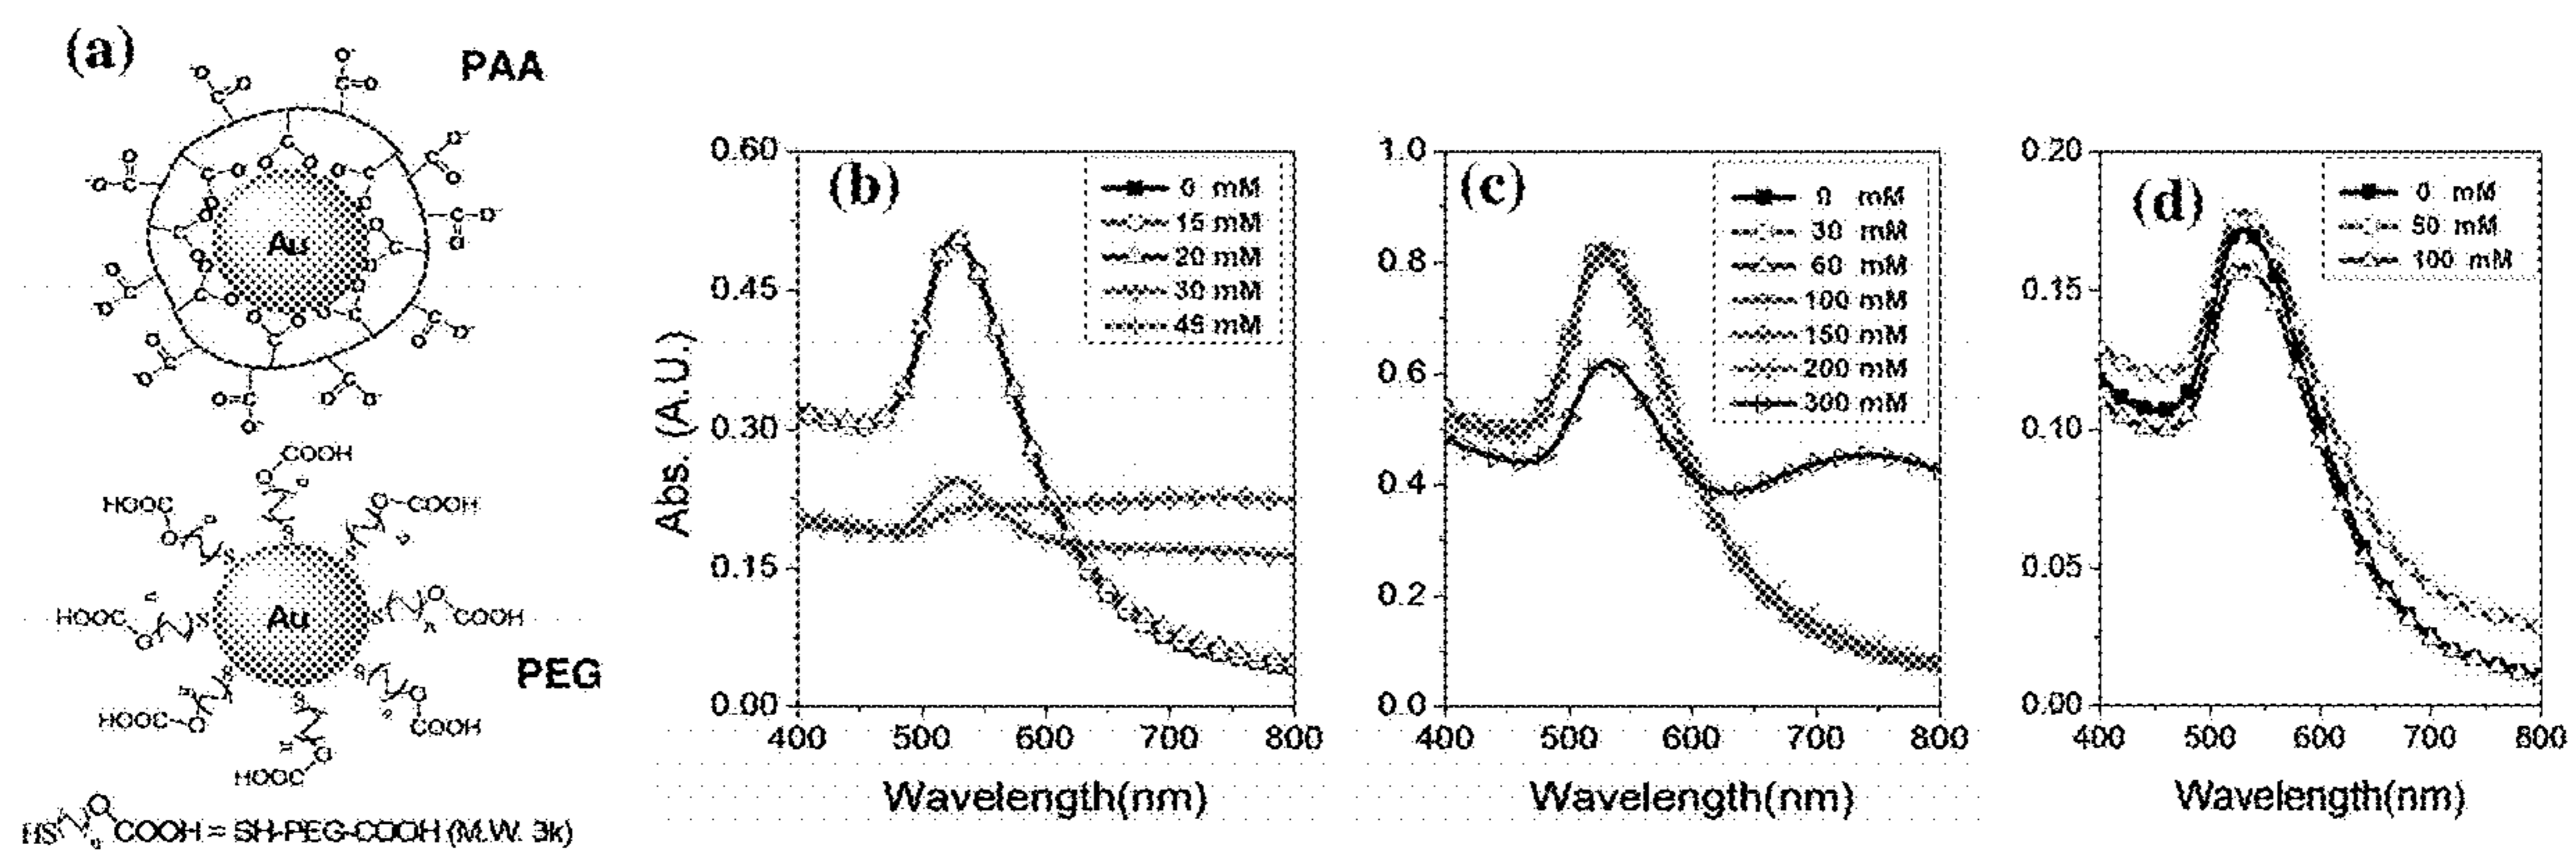 (a)
PAA
Au
COOH
HOOC
COOH
HOOC
Au
COOH
PEG
HOOC
COOH
HOOC
COOH = SH-PEG-COOH (M.W. 3k)
(b)
0.60
0.45
0.30
0.15
0.00
Abs. (A.U.)
0 mM
15 mM
20 mM
30 mM
45 mM
400 500 600 700 800
Wavelength(nm)
(c)
1.0
0.8
0.6
0.4
0.2
0.0
0 mM
30 mM
60 mM
100 mM
150 mM
200 mM
300 mM
400 500 600 700 800
Wavelength(nm)
(d)
0.20
0.15
0.10
0.05
0.00
0 mM
50 mM
100 mM
400 500 600 700 800
Wavelength(nm)